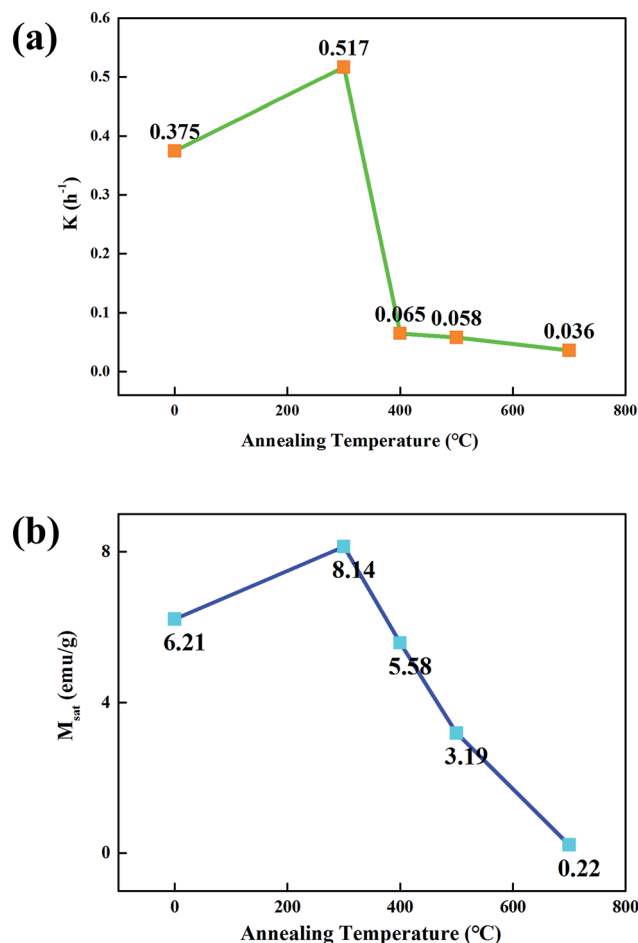 (a)
0.6
0.5
0.4
0.3
0.2
0.1
0.0
K (h⁻¹)
0.375
0.517
0.065
0.058
0.036
0 200 400 600 800
Annealing Temperature (°C)
(b)
8
4
0
M_sat (emu/g)
6.21
8.14
5.58
3.19
0.22
0 200 400 600 800
Annealing Temperature (°C)